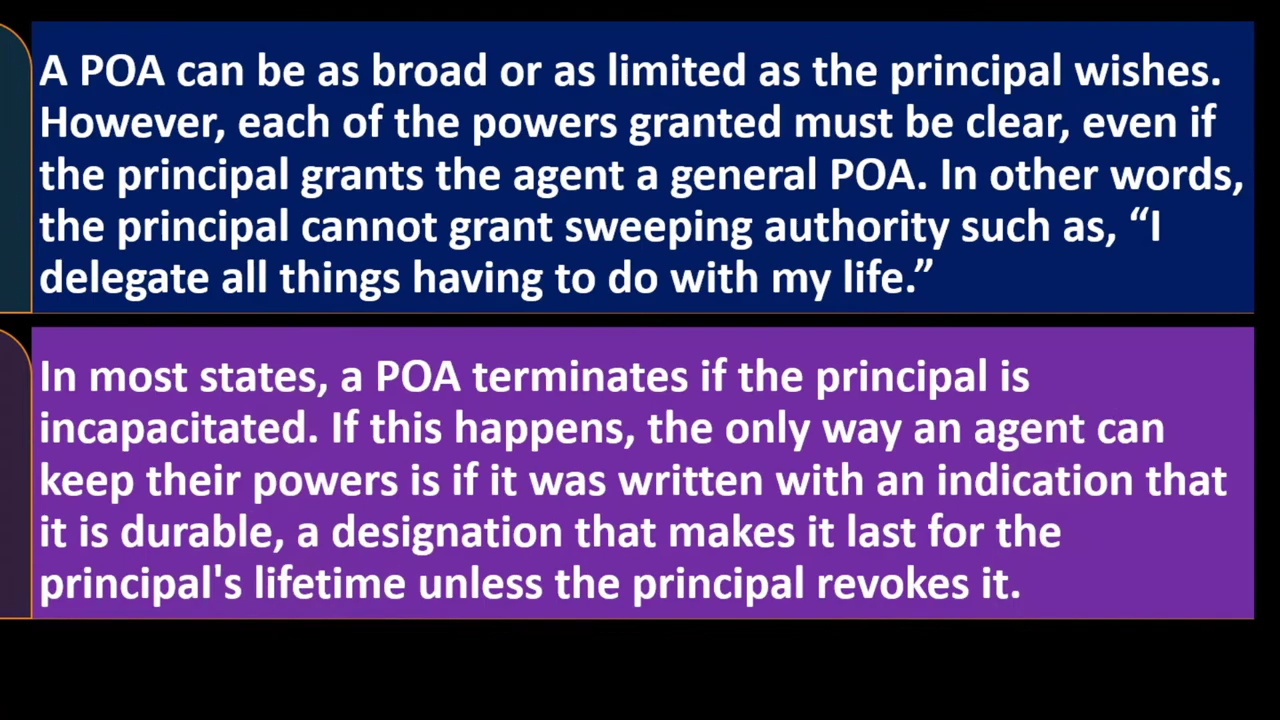 A POA can be as broad or as limited as the principal wishes.
However, each of the powers granted must be clear, even if
the principal grants the agent a general POA. In other words,
the principal cannot grant sweeping authority such as, “I
delegate all things having to do with my life.”
In most states, a POA terminates if the principal is
incapacitated. If this happens, the only way an agent can
keep their powers is if it was written with an indication that
it is durable, a designation that makes it last for the
principal's lifetime unless the principal revokes it.